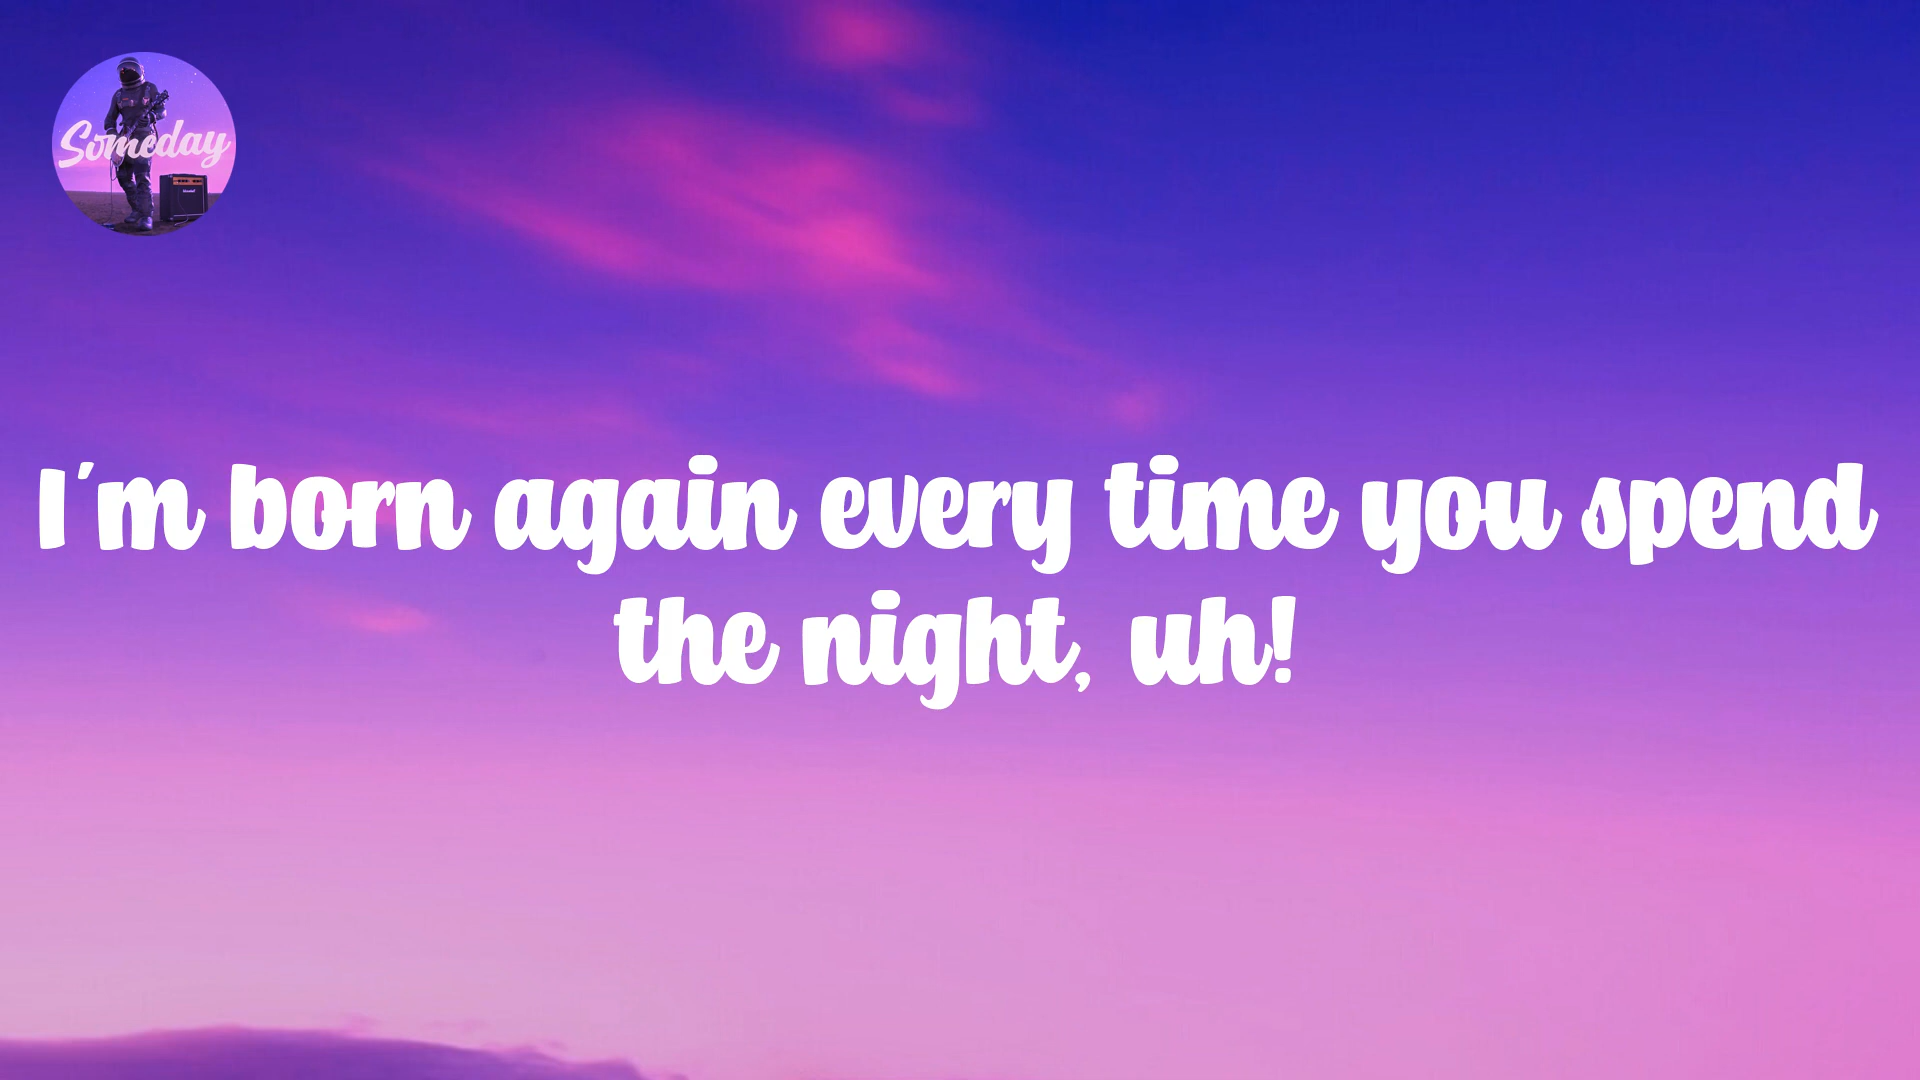 Someday
I'm born again every time you spend
the night, uh!